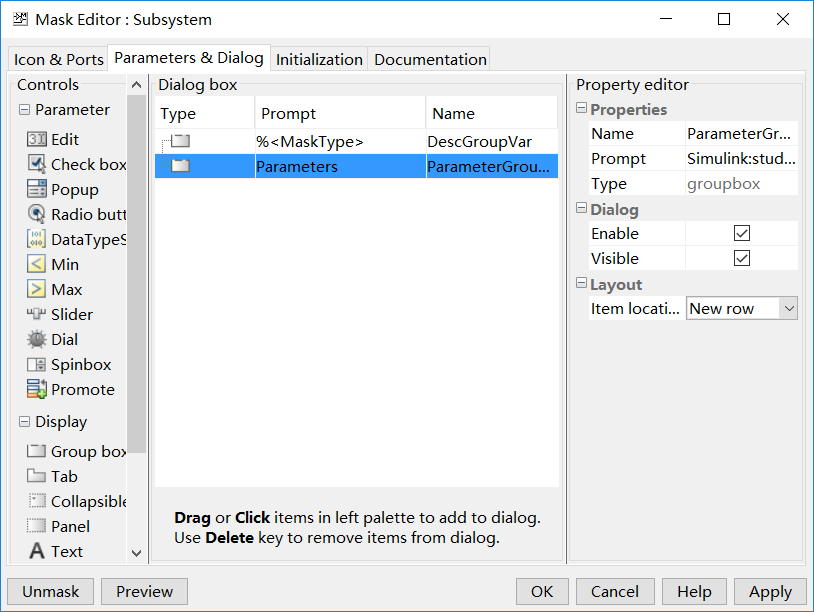 Mask Editor : Subsystem
Icon & Ports
Parameters & Dialog
Initialization
Documentation
Controls
Parameter
Edit
Check box
Popup
Radio butt
DataTypeS
Min
Max
Slider
Dial
Spinbox
Promote
Display
Group box
Tab
Collapsible
Panel
Text
Dialog box
Type Prompt Name
%<MaskType> DescGroupVar
Parameters ParameterGrou...
Drag or Click items in left palette to add to dialog.
Use Delete key to remove items from dialog.
Property editor
Properties
Name ParameterGr...
Prompt Simulink:stud...
Type groupbox
Dialog
Enable
Visible
Layout
Item locati... New row
Unmask
Preview
OK
Cancel
Help
Apply